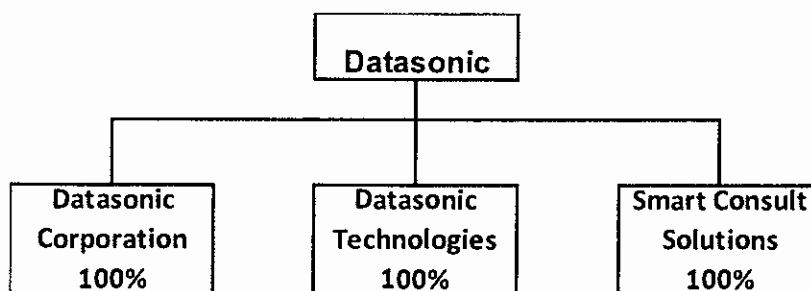 Datasonic
Datasonic
Corporation
100%
Datasonic
Technologies
100%
Smart Consult
Solutions
100%